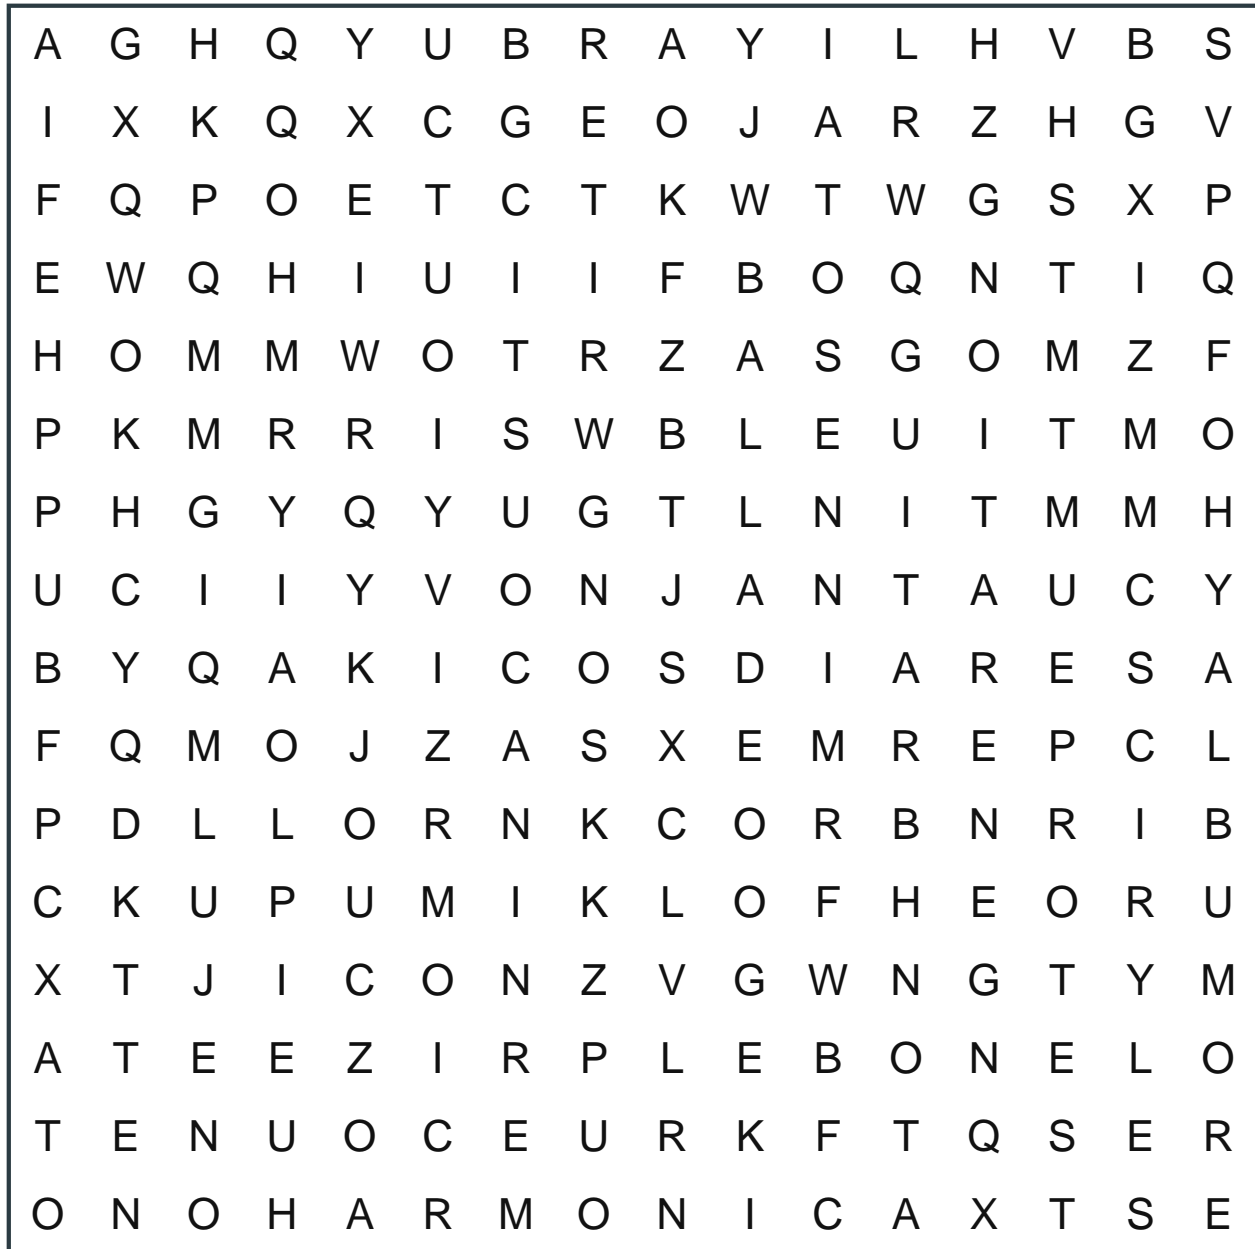 A G H Q Y U B R A Y I L H V B S
I X K Q X C G E O J A R Z H G V
F Q P O E T C T K W T W G S X P
E W Q H I U I I F B O Q N T I Q
H O M M W O T R Z A S G O M Z F
P K M R R I S W B L E U I T M O
P H G Y Q Y U G T L N I T M M H
U C I I Y V O N J A N T A U C Y
B Y Q A K I C O S D I A R E S A
F Q M O J Z A S X E M R E P C L
P D L L O R N K C O R B N R I B
C K U P U M I K L O F H E O R U
X T J I C O N Z V G W N G T Y M
A T E E Z I R P L E B O N E L O
T E N U O C E U R K F T Q S E R
O N O H A R M O N I C A X T S E